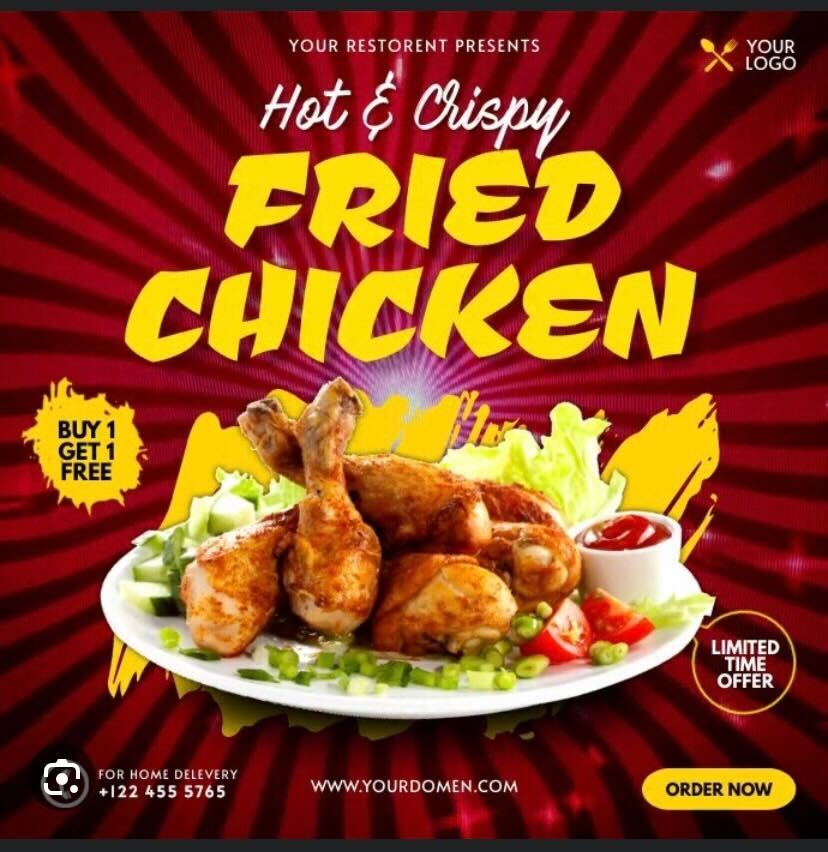 YOUR RESTORENT PRESENTS
YOUR
LOGO
Hot & Crispy
FRIED
CHICKEN
BUY 1
GET 1
FREE
LIMITED
TIME
OFFER
FOR HOME DELEVERY
+122 455 5765
WWW.YOURDOMEN.COM
ORDER NOW